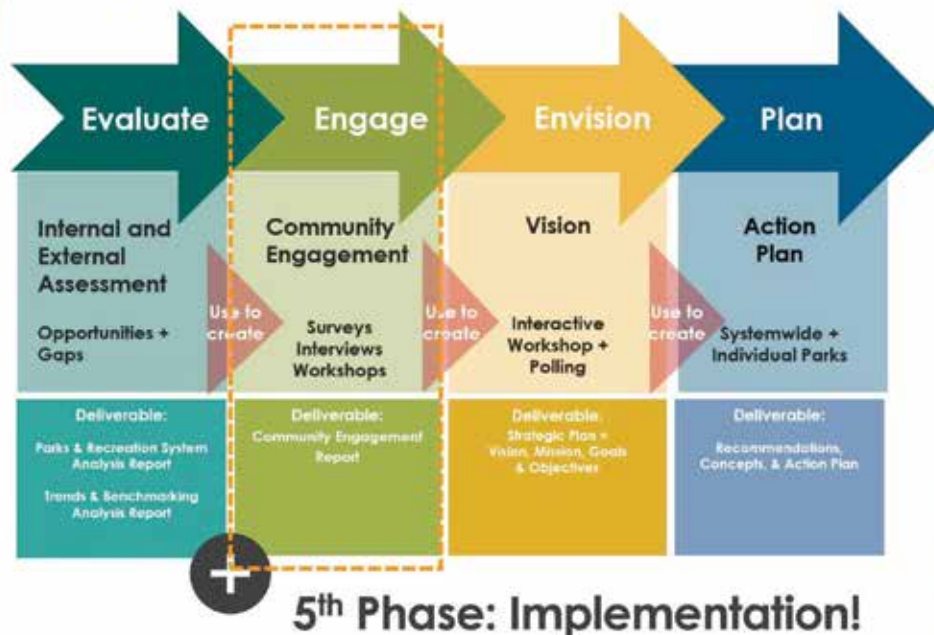 Evaluate
Engage
Envision
Plan
Internal and
External
Assessment
Opportunities +
Gaps
Use to
create
Community
Engagement
Surveys
Interviews
Workshops
Use to
create
Vision
Interactive
Workshop +
Polling
Use to
create
Action
Plan
Systemwide +
Individual Parks
Deliverable:
Parks & Recreation System
Analysis Report
Trends & Benchmarking
Analysis Report
Deliverable:
Community Engagement
Report
Deliverable:
Strategic Plan =
Vision, Mission, Goals
& Objectives
Deliverable:
Recommendations,
Concepts, & Action Plan
+
5th Phase: Implementation!